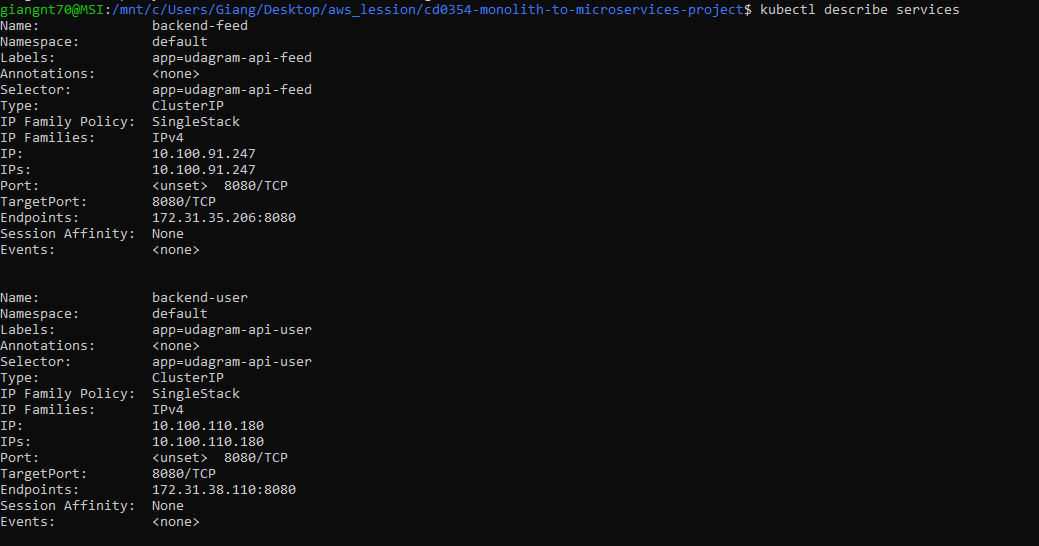 giangnt70@MSI:/mnt/c/Users/Giang/Desktop/aws_lession/cd0354-monolith-to-microservices-project$ kubectl describe services
Name:              backend-feed
Namespace:         default
Labels:            app=udagram-api-feed
Annotations:       <none>
Selector:          app=udagram-api-feed
Type:              ClusterIP
IP Family Policy:  SingleStack
IP Families:       IPv4
IP:                10.100.91.247
IPs:               10.100.91.247
Port:              <unset>  8080/TCP
TargetPort:        8080/TCP
Endpoints:         172.31.35.206:8080
Session Affinity:  None
Events:            <none>
Name:              backend-user
Namespace:         default
Labels:            app=udagram-api-user
Annotations:       <none>
Selector:          app=udagram-api-user
Type:              ClusterIP
IP Family Policy:  SingleStack
IP Families:       IPv4
IP:                10.100.110.180
IPs:               10.100.110.180
Port:              <unset>  8080/TCP
TargetPort:        8080/TCP
Endpoints:         172.31.38.110:8080
Session Affinity:  None
Events:            <none>